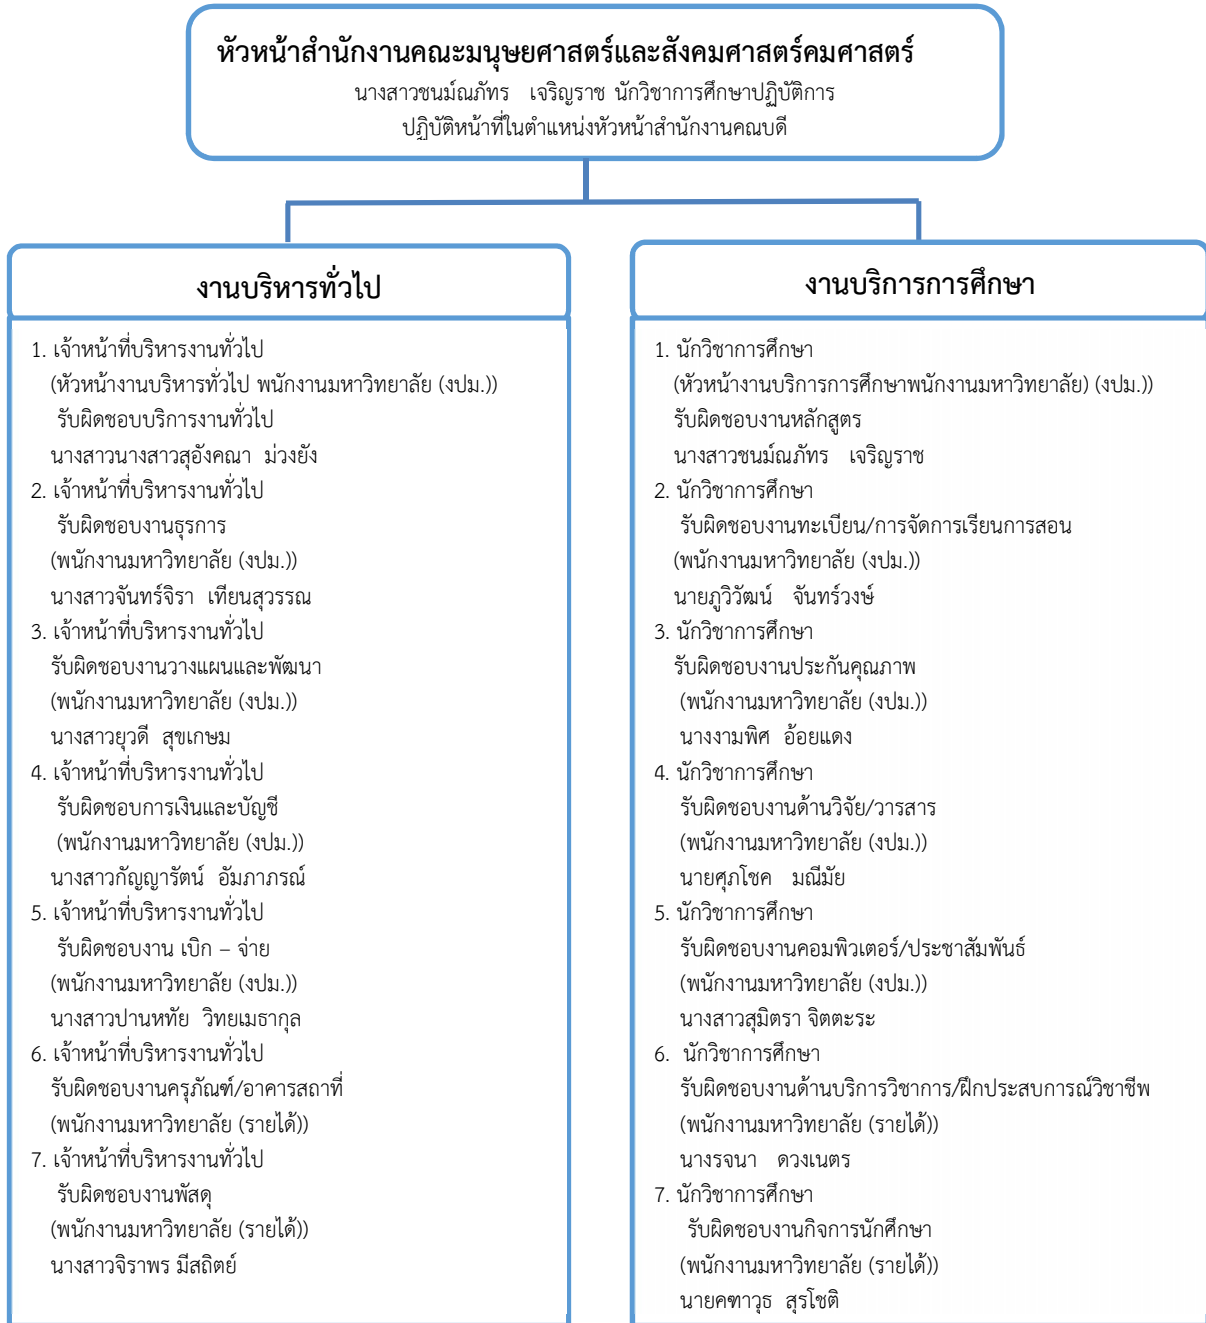 หัวหน้าสำนักงานคณะมนุษยศาสตร์และสังคมศาสตร์คมศาสตร์
นางสาวชนม์ณภัทร เจริญราช นักวิชาการศึกษาปฏิบัติการ
ปฏิบัติหน้าที่ในตำแหน่งหัวหน้าสำนักงานคณบดี
งานบริหารทั่วไป
1. เจ้าหน้าที่บริหารงานทั่วไป
(หัวหน้างานบริหารทั่วไป พนักงานมหาวิทยาลัย (งปม.))
รับผิดชอบบริการงานทั่วไป
นางสาวนางสาวสุอังคณา ม่วงยัง
2. เจ้าหน้าที่บริหารงานทั่วไป
รับผิดชอบงานธุรการ
(พนักงานมหาวิทยาลัย (งปม.))
นางสาวจันทร์จิรา เทียนสุวรรณ
3. เจ้าหน้าที่บริหารงานทั่วไป
รับผิดชอบงานวางแผนและพัฒนา
(พนักงานมหาวิทยาลัย (งปม.))
นางสาวยุวดี สุขเกษม
4. เจ้าหน้าที่บริหารงานทั่วไป
รับผิดชอบการเงินและบัญชี
(พนักงานมหาวิทยาลัย (งปม.))
นางสาวกัญญารัตน์ อัมภาภรณ์
5. เจ้าหน้าที่บริหารงานทั่วไป
รับผิดชอบงาน เบิก – จ่าย
(พนักงานมหาวิทยาลัย (งปม.))
นางสาวปานหทัย วิทยเมธากุล
6. เจ้าหน้าที่บริหารงานทั่วไป
รับผิดชอบงานครุภัณฑ์/อาคารสถาที่
(พนักงานมหาวิทยาลัย (รายได้))
7. เจ้าหน้าที่บริหารงานทั่วไป
รับผิดชอบงานพัสดุ
(พนักงานมหาวิทยาลัย (รายได้))
นางสาวจิราพร มีสถิตย์
งานบริการการศึกษา
1. นักวิชาการศึกษา
(หัวหน้างานบริการการศึกษาพนักงานมหาวิทยาลัย) (งปม.))
รับผิดชอบงานหลักสูตร
นางสาวชนม์ณภัทร เจริญราช
2. นักวิชาการศึกษา
รับผิดชอบงานทะเบียน/การจัดการเรียนการสอน
(พนักงานมหาวิทยาลัย (งปม.))
นายภูวิวัฒน์ จันทร์วงษ์
3. นักวิชาการศึกษา
รับผิดชอบงานประกันคุณภาพ
(พนักงานมหาวิทยาลัย (งปม.))
นางงามพิศ อ้อยแดง
4. นักวิชาการศึกษา
รับผิดชอบงานด้านวิจัย/วารสาร
(พนักงานมหาวิทยาลัย (งปม.))
นายศุภโชค มณีมัย
5. นักวิชาการศึกษา
รับผิดชอบงานคอมพิวเตอร์/ประชาสัมพันธ์
(พนักงานมหาวิทยาลัย (งปม.))
นางสาวสุมิตรา จิตตะระ
6. นักวิชาการศึกษา
รับผิดชอบงานด้านบริการวิชาการ/ฝึกประสบการณ์วิชาชีพ
(พนักงานมหาวิทยาลัย (รายได้))
นางรจนา ดวงเนตร
7. นักวิชาการศึกษา
รับผิดชอบงานกิจการนักศึกษา
(พนักงานมหาวิทยาลัย (รายได้))
นายคฑาวุธ สุรโชติ